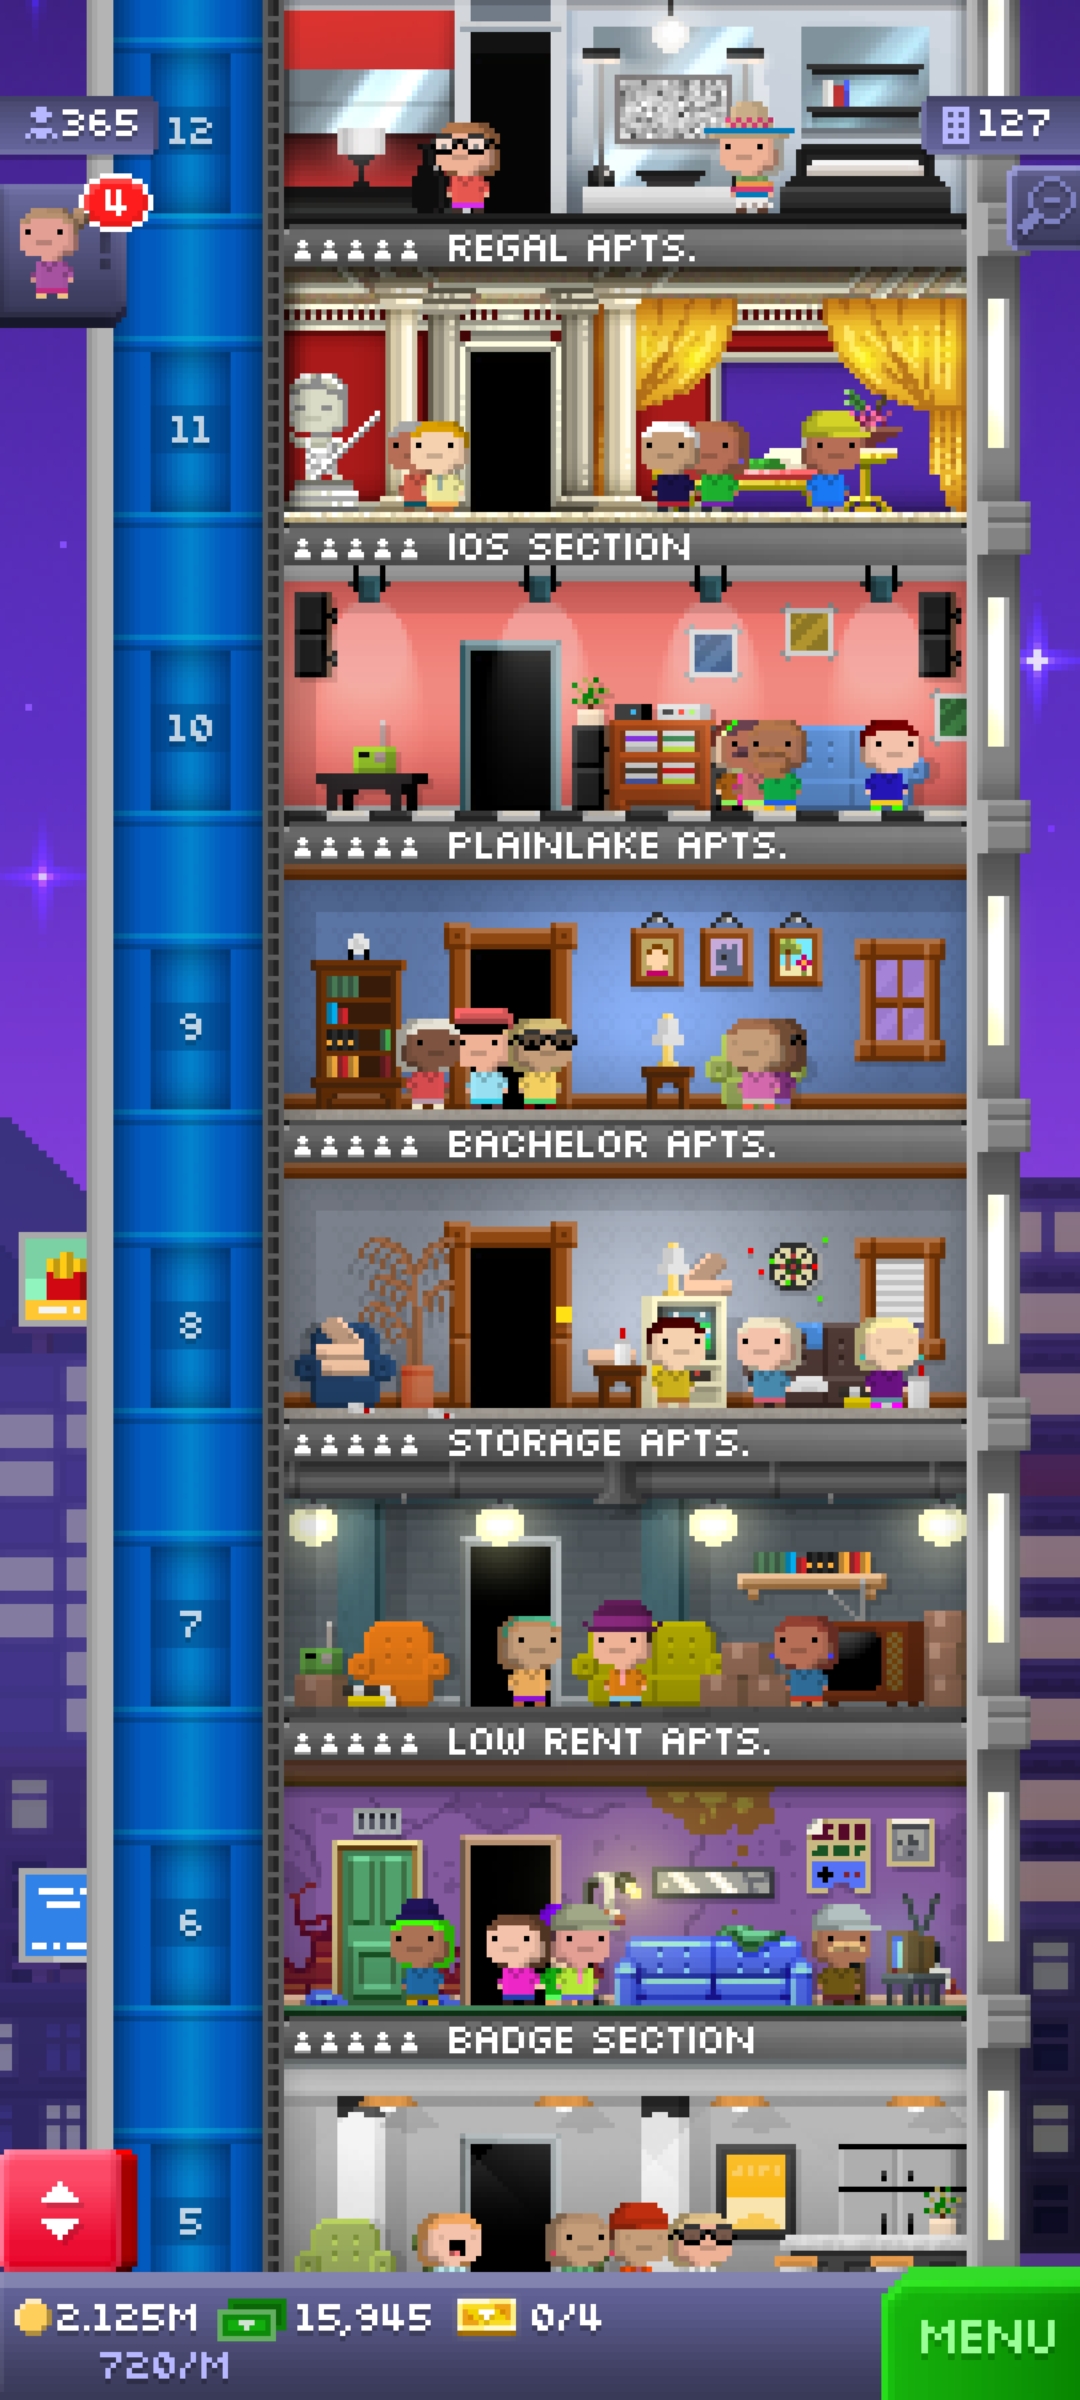 365
12
127
4
REGAL APTS.
11
IOS SECTION
10
PLAINLAKE APTS.
9
BACHELOR APTS.
8
STORAGE APTS.
7
LOW RENT APTS.
6
BADGE SECTION
5
2.125M 15,945 0/4
720/M
MENU